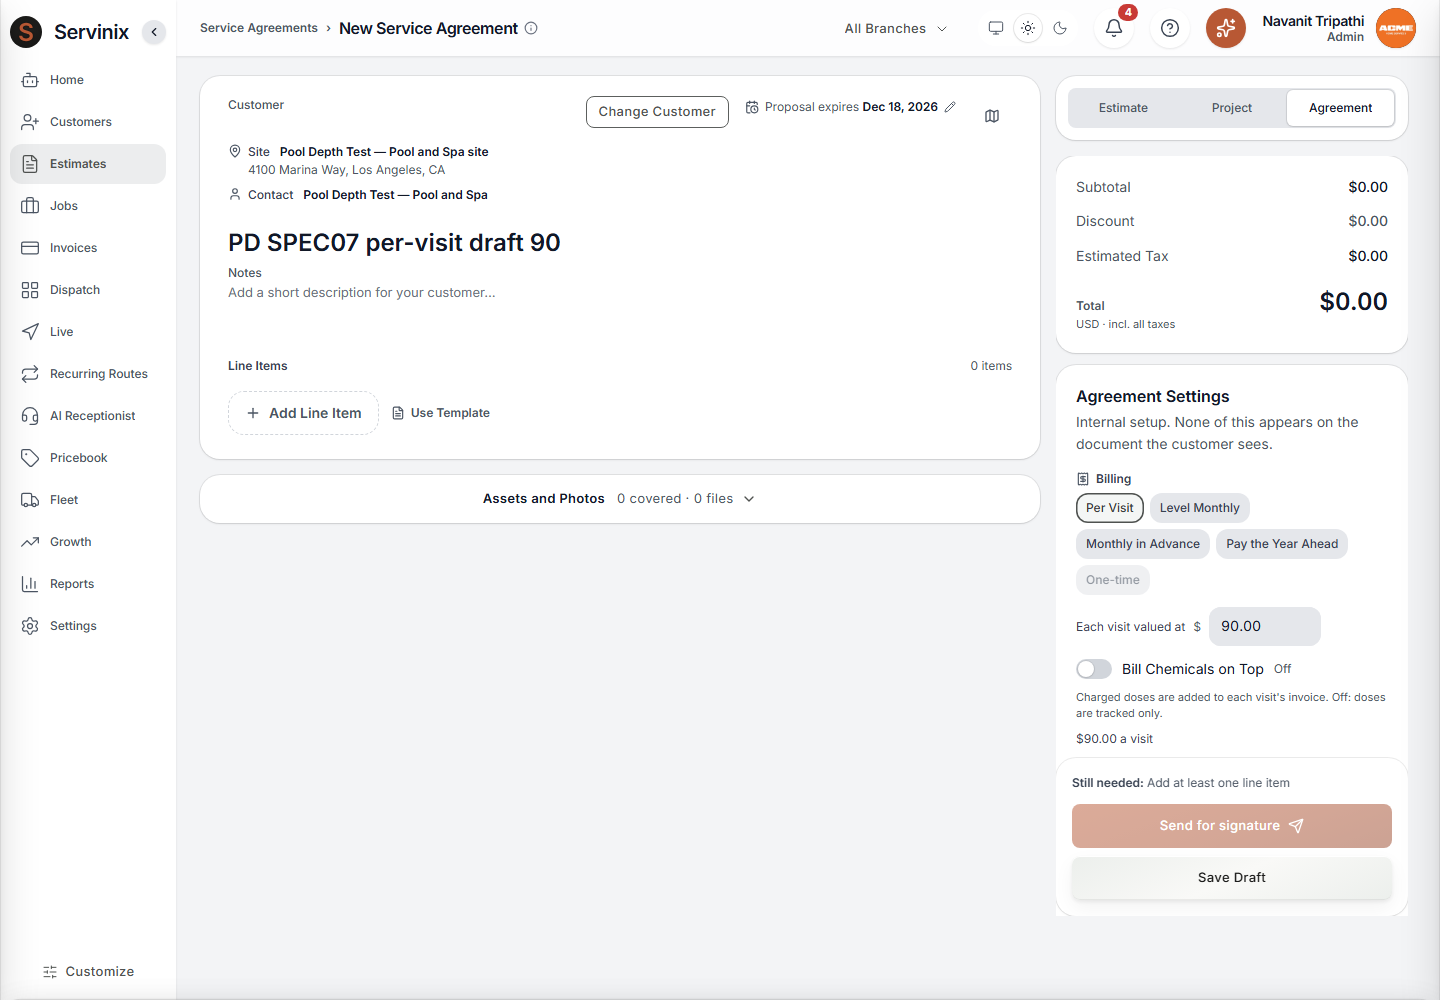 Servinix
Home
Customers
Estimates
Jobs
Invoices
Dispatch
Live
Recurring Routes
AI Receptionist
Pricebook
Fleet
Growth
Reports
Settings
Customize
Service Agreements › New Service Agreement
All Branches
4
Navanit Tripathi
Admin
ACME
Customer
Change Customer
Proposal expires Dec 18, 2026
Site Pool Depth Test — Pool and Spa site
4100 Marina Way, Los Angeles, CA
Contact Pool Depth Test — Pool and Spa
PD SPEC07 per-visit draft 90
Notes
Add a short description for your customer...
Line Items
0 items
Add Line Item
Use Template
Assets and Photos 0 covered · 0 files
Estimate
Project
Agreement
Subtotal $0.00
Discount $0.00
Estimated Tax $0.00
Total $0.00
USD · incl. all taxes
Agreement Settings
Internal setup. None of this appears on the
document the customer sees.
Billing
Per Visit
Level Monthly
Monthly in Advance
Pay the Year Ahead
One-time
Each visit valued at $ 90.00
Bill Chemicals on Top Off
Charged doses are added to each visit's invoice. Off: doses
are tracked only.
$90.00 a visit
Still needed: Add at least one line item
Send for signature
Save Draft